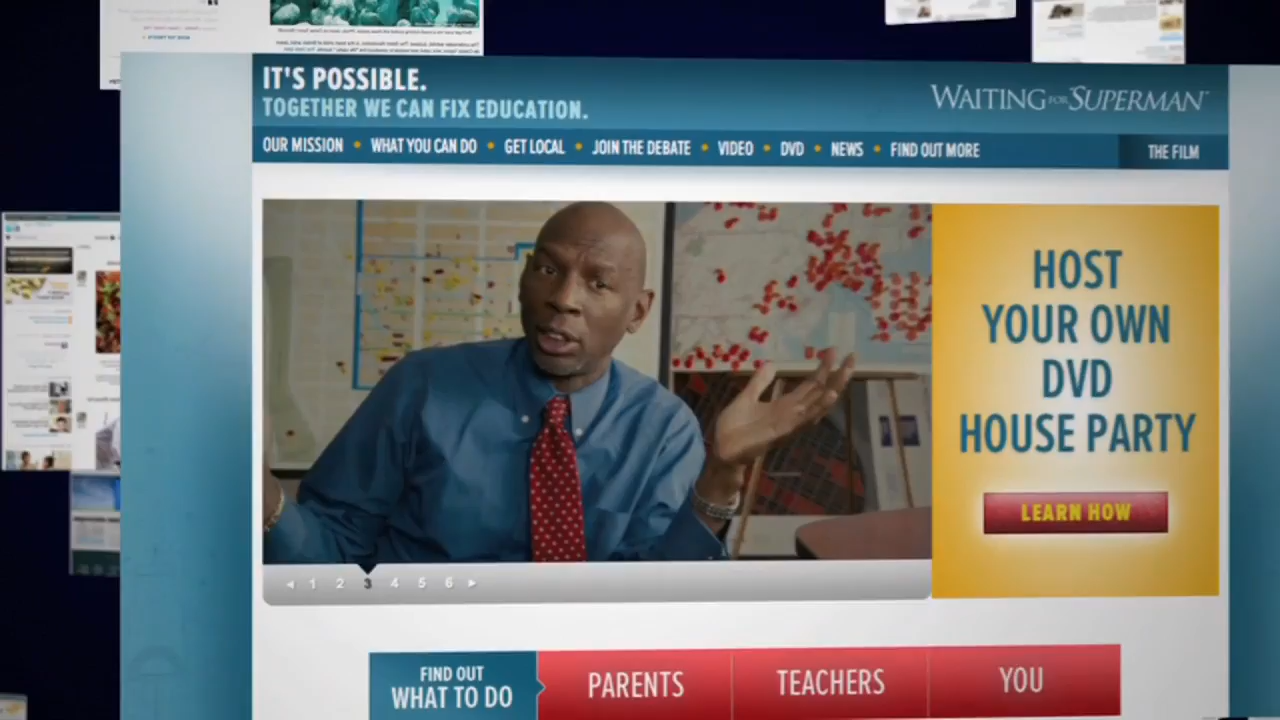 IT'S POSSIBLE.
TOGETHER WE CAN FIX EDUCATION.
WAITING FOR "SUPERMAN"
OUR MISSION • WHAT YOU CAN DO • GET LOCAL • JOIN THE DEBATE • VIDEO • DVD • NEWS • FIND OUT MORE
THE FILM
HOST
YOUR OWN
DVD
HOUSE PARTY
LEARN HOW
1 2 3 4 5 6
FIND OUT
WHAT TO DO
PARENTS
TEACHERS
YOU